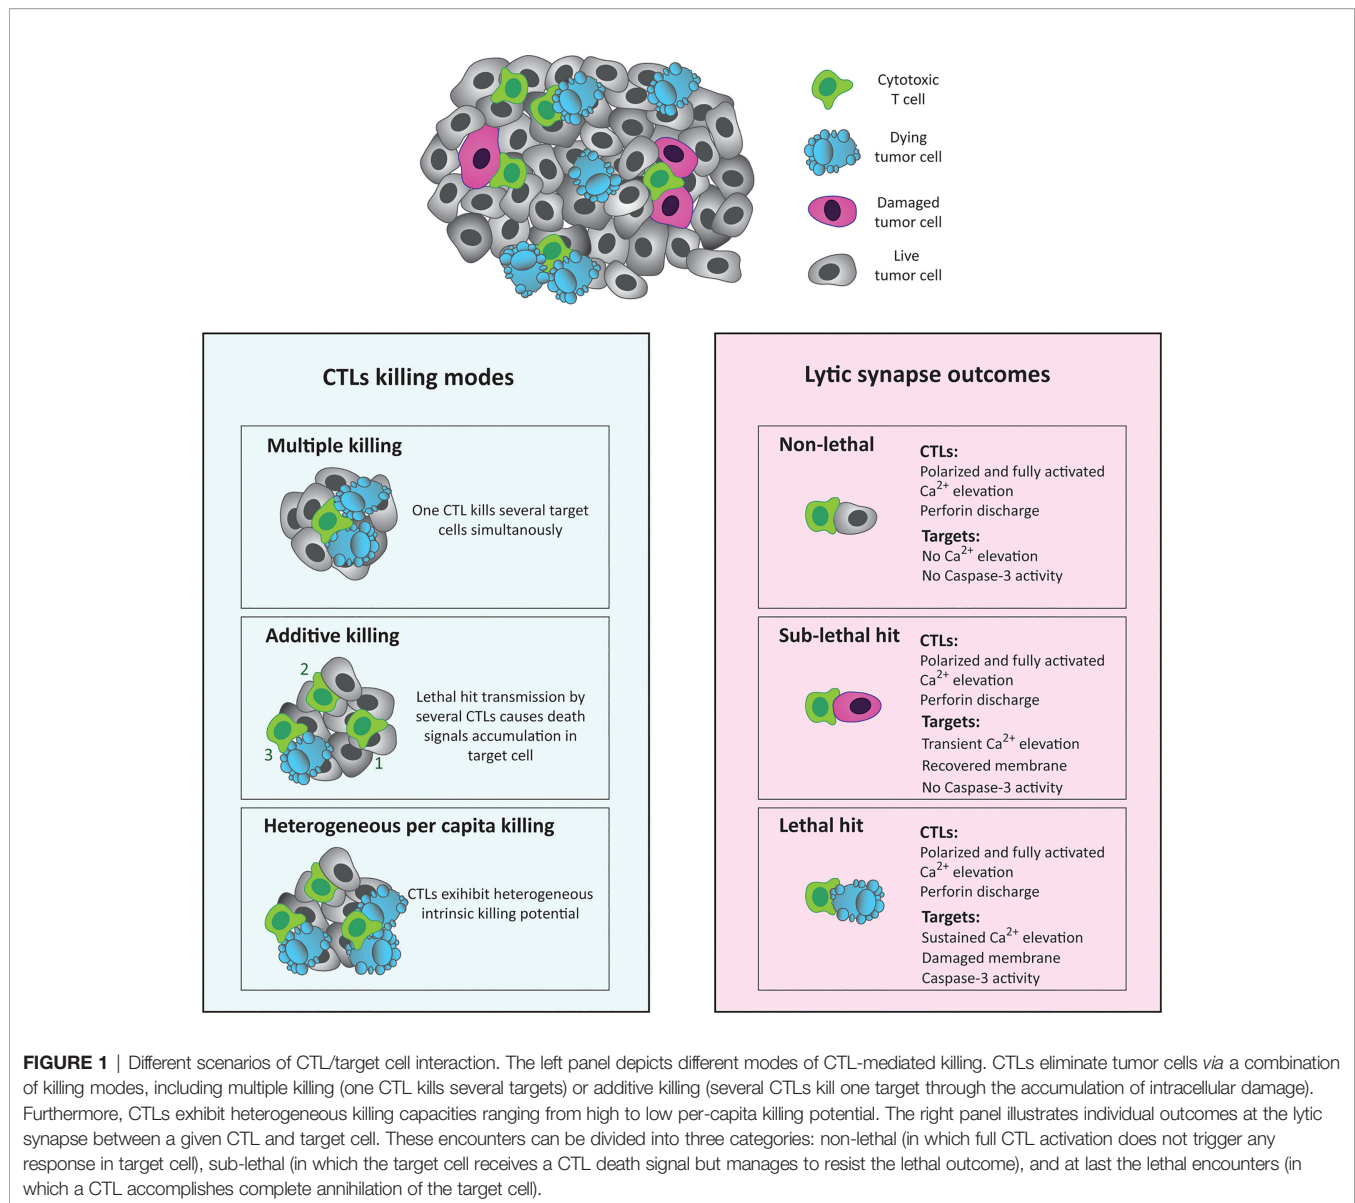 Cytotoxic
T cell
Dying
tumor cell
Damaged
tumor cell
Live
tumor cell
CTLs killing modes
Multiple killing
One CTL kills several target
cells simultanously
Additive killing
2
3
1
Lethal hit transmission by
several CTLs causes death
signals accumulation in
target cell
Heterogeneous per capita killing
CTLs exihibit heterogeneous
intrinsic killing potential
Lytic synapse outcomes
Non-lethal
CTLs:
Polarized and fully activated
Ca2+ elevation
Perforin discharge
Targets:
No Ca2+ elevation
No Caspase-3 activity
Sub-lethal hit
CTLs:
Polarized and fully activated
Ca2+ elevation
Perforin discharge
Targets:
Transient Ca2+ elevation
Recovered membrane
No Caspase-3 activity
Lethal hit
CTLs:
Polarized and fully activated
Ca2+ elevation
Perforin discharge
Targets:
Sustained Ca2+ elevation
Damaged membrane
Caspase-3 activity
FIGURE 1 | Different scenarios of CTL/target cell interaction. The left panel depicts different modes of CTL-mediated killing. CTLs eliminate tumor cells via a combination
of killing modes, including multiple killing (one CTL kills several targets) or additive killing (several CTLs kill one target through the accumulation of intracellular damage).
Furthermore, CTLs exhibit heterogeneous killing capacities ranging from high to low per-capita killing potential. The right panel illustrates individual outcomes at the lytic
synapse between a given CTL and target cell. These encounters can be divided into three categories: non-lethal (in which full CTL activation does not trigger any
response in target cell), sub-lethal (in which the target cell receives a CTL death signal but manages to resist the lethal outcome), and at last the lethal encounters (in
which a CTL accomplishes complete annihilation of the target cell).